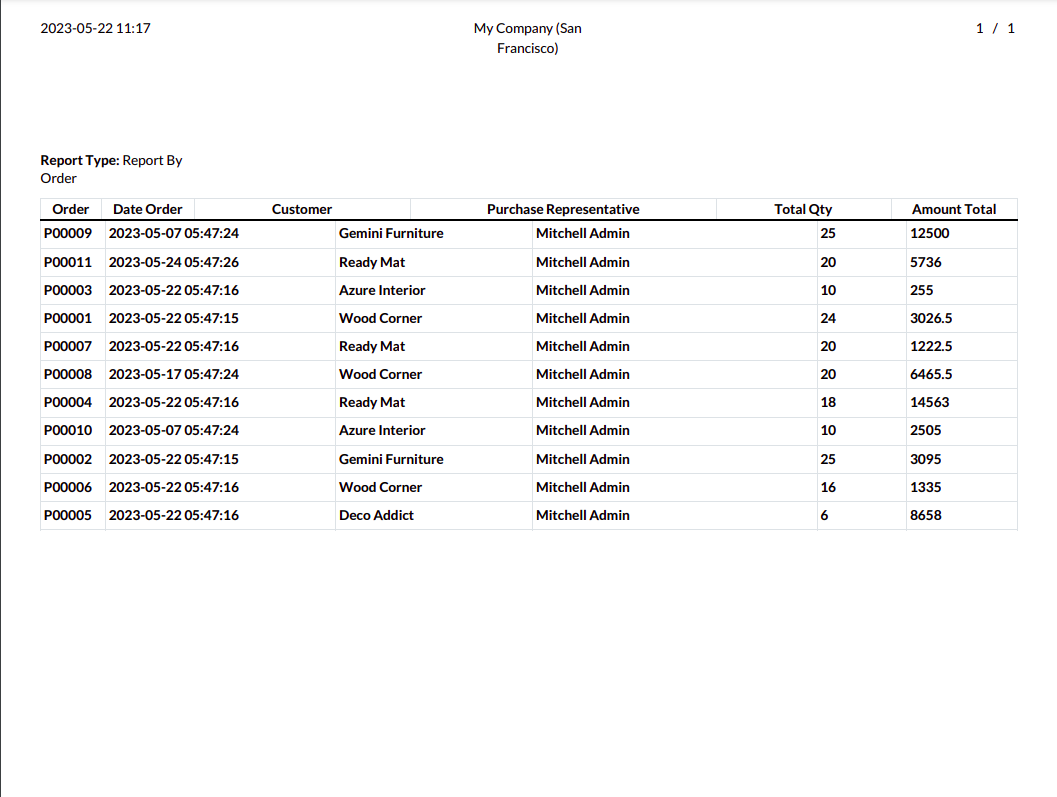 2023-05-22 11:17 My Company (San 1 / 1
Francisco)
Report Type: Report By
Order
Order Date Order Customer Purchase Representative Total Qty Amount Total
P00009 2023-05-07 05:47:24 Gemini Furniture Mitchell Admin 25 12500
P00011 2023-05-24 05:47:26 Ready Mat Mitchell Admin 20 5736
P00003 2023-05-22 05:47:16 Azure Interior Mitchell Admin 10 255
P00001 2023-05-22 05:47:15 Wood Corner Mitchell Admin 24 3026.5
P00007 2023-05-22 05:47:16 Ready Mat Mitchell Admin 20 1222.5
P00008 2023-05-17 05:47:24 Wood Corner Mitchell Admin 20 6465.5
P00004 2023-05-22 05:47:16 Ready Mat Mitchell Admin 18 14563
P00010 2023-05-07 05:47:24 Azure Interior Mitchell Admin 10 2505
P00002 2023-05-22 05:47:15 Gemini Furniture Mitchell Admin 25 3095
P00006 2023-05-22 05:47:16 Wood Corner Mitchell Admin 16 1335
P00005 2023-05-22 05:47:16 Deco Addict Mitchell Admin 6 8658